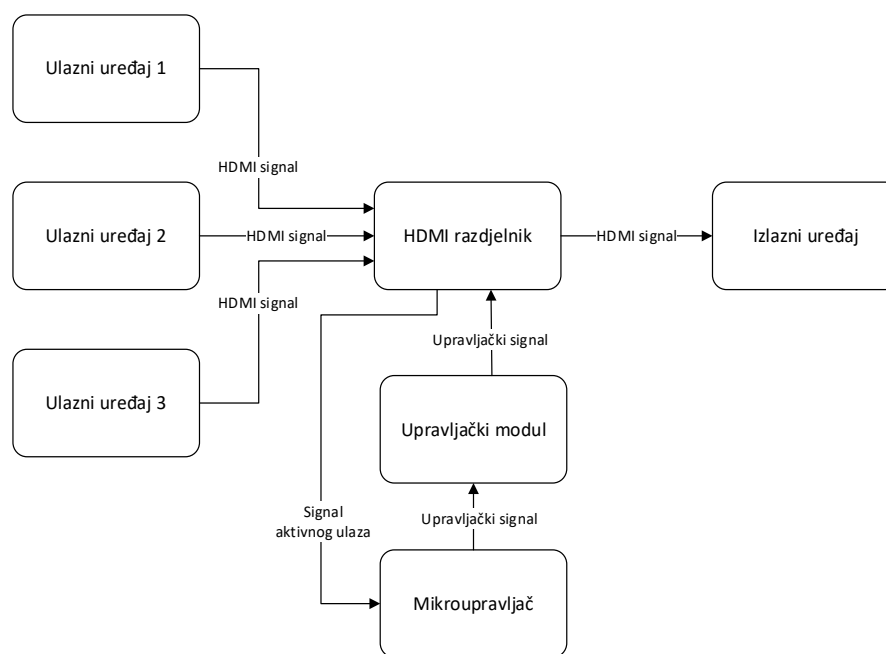 Ulazni uređaj 1
HDMI signal
Ulazni uređaj 2
HDMI signal
HDMI razdjelnik
HDMI signal
Izlazni uređaj
HDMI signal
Ulazni uređaj 3
Upravljački signal
Upravljački modul
Signal
aktivnog ulaza
Upravljački signal
Mikroupravljač